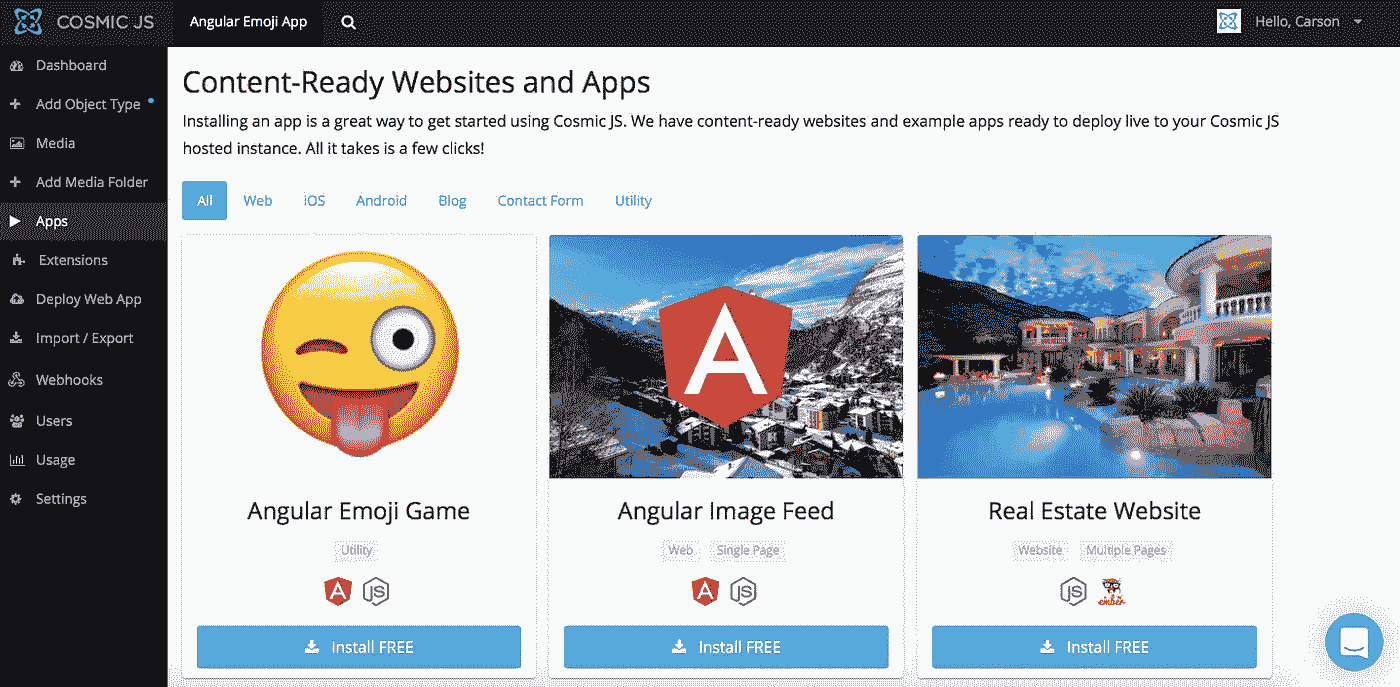 COSMIC JS
Angular Emoji App
Hello, Carson
Dashboard
Add Object Type
Media
Add Media Folder
Apps
Extensions
Deploy Web App
Import / Export
Webhooks
Users
Usage
Settings
Content-Ready Websites and Apps
Installing an app is a great way to get started using Cosmic JS. We have content-ready websites and example apps ready to deploy live to your Cosmic JS
hosted instance. All it takes is a few clicks!
All Web iOS Android Blog Contact Form Utility
A
Angular Emoji Game Angular Image Feed Real Estate Website
Utility Web Single Page Website Multiple Pages
A JS A JS JS ember
Install FREE Install FREE Install FREE